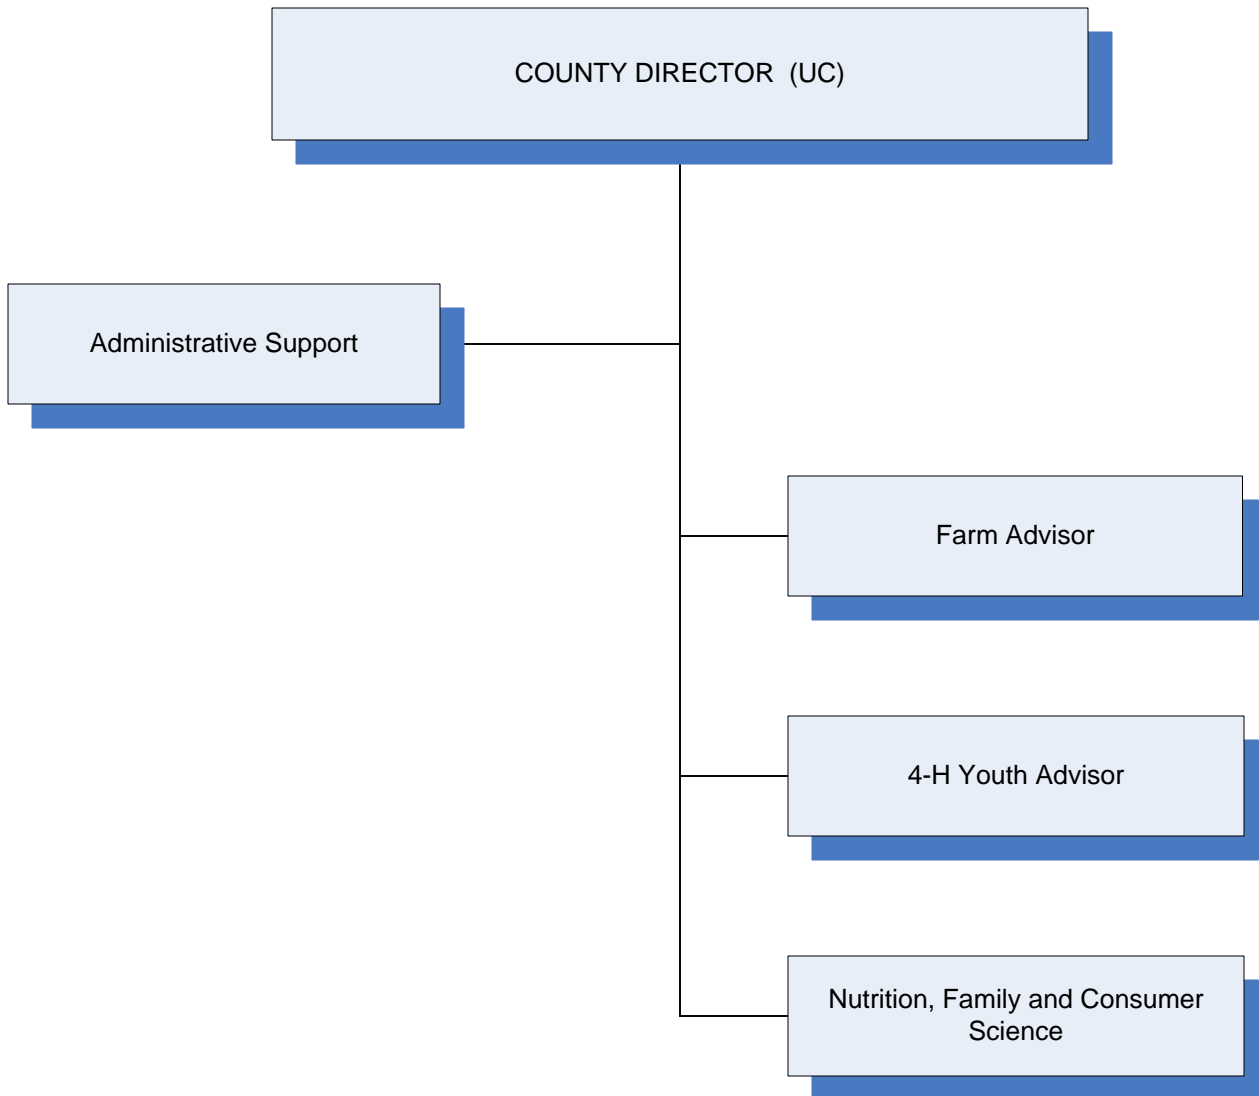 COUNTY DIRECTOR  (UC)
Administrative Support
Farm Advisor
4-H Youth Advisor
Nutrition, Family and Consumer
Science